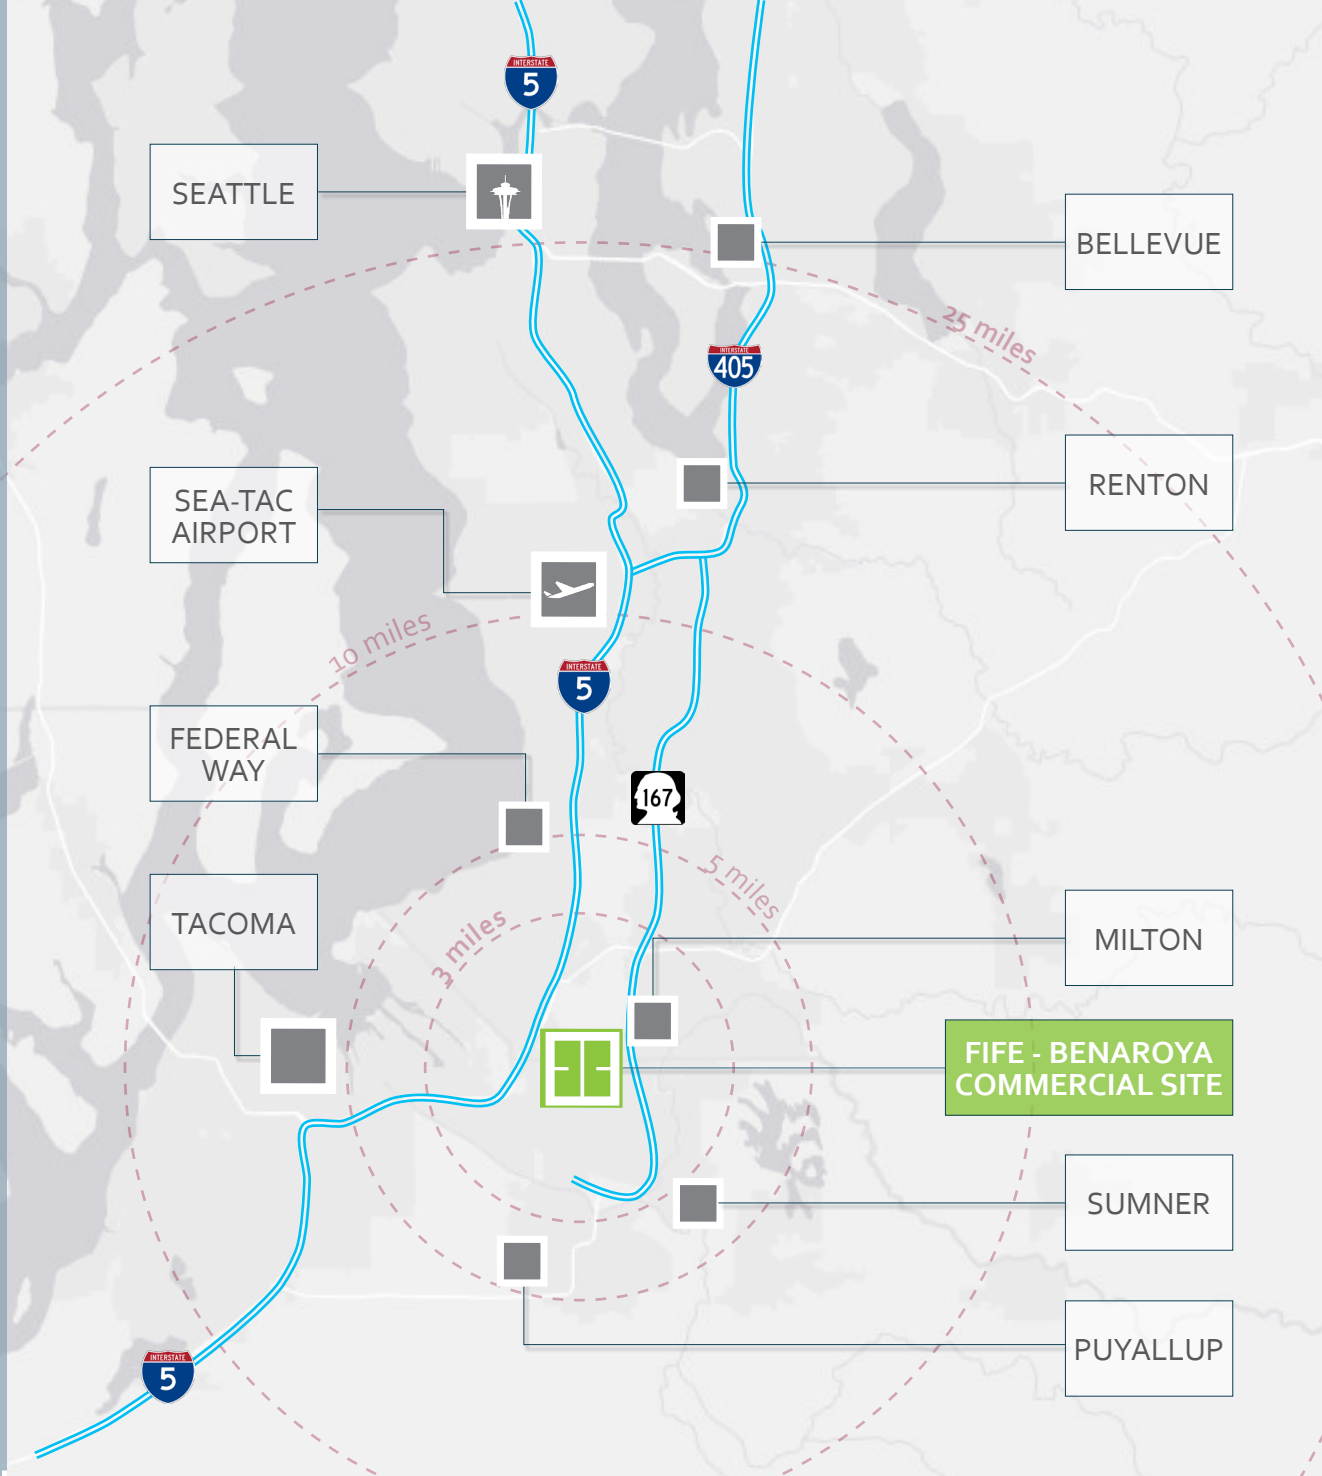 INTERSTATE
5
SEATTLE
BELLEVUE
25 miles
INTERSTATE
405
RENTON
SEA-TAC
AIRPORT
10 miles
INTERSTATE
5
FEDERAL
WAY
167
5 miles
TACOMA
3 miles
MILTON
FIFE - BENAROYA
COMMERCIAL SITE
SUMNER
PUYALLUP
INTERSTATE
5